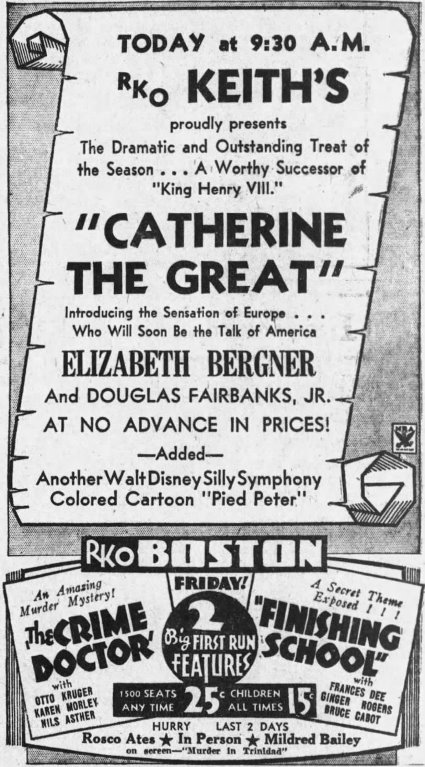 TODAY at 9:30 A.M.
RKO KEITH'S
proudly presents
The Dramatic and Outstanding Treat of
the Season . . . A Worthy Successor of
"King Henry VIII."
"CATHERINE
THE GREAT"
Introducing the Sensation of Europe . . .
Who Will Soon Be the Talk of America
ELIZABETH BERGNER
And DOUGLAS FAIRBANKS, JR.
AT NO ADVANCE IN PRICES!
—Added—
Another Walt Disney Silly Symphony
Colored Cartoon "Pied Peter"
NRA
RKO BOSTON
FRIDAY!
An Amazing
Murder Mystery!
The CRIME
DOCTOR'
with
OTTO KRUGER
KAREN MORLEY
NILS ASTHER
2
Big FIRST RUN
FEATURES
A Secret Theme
Exposed ! ! !
"FINISHING
SCHOOL"
with
FRANCES DEE
GINGER ROGERS
BRUCE CABOT
1500 SEATS
ANY TIME
25c
CHILDREN
ALL TIMES
15c
HURRY LAST 2 DAYS
Rosco Ates ★ In Person ★ Mildred Bailey
on screen—"Murder in Trinidad"